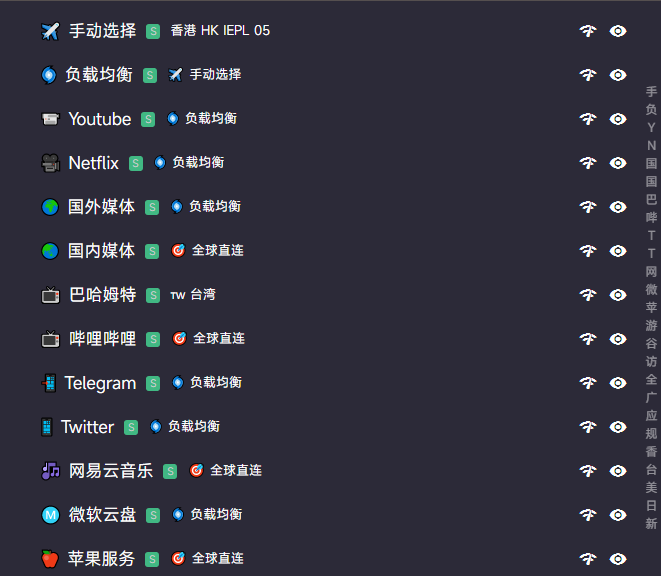 手动选择 S 香港 HK IEPL 05
负载均衡 S 手动选择
Youtube S 负载均衡
Netflix S 负载均衡
国外媒体 S 负载均衡
国内媒体 S 全球直连
巴哈姆特 S TW 台湾
哔哩哔哩 S 全球直连
Telegram S 负载均衡
Twitter S 负载均衡
网易云音乐 S 全球直连
M 微软云盘 S 负载均衡
苹果服务 S 全球直连
手
负
Y
N
国
国
巴
哔
T
T
网
微
苹
游
谷
访
全
广
应
规
香
台
美
日
新